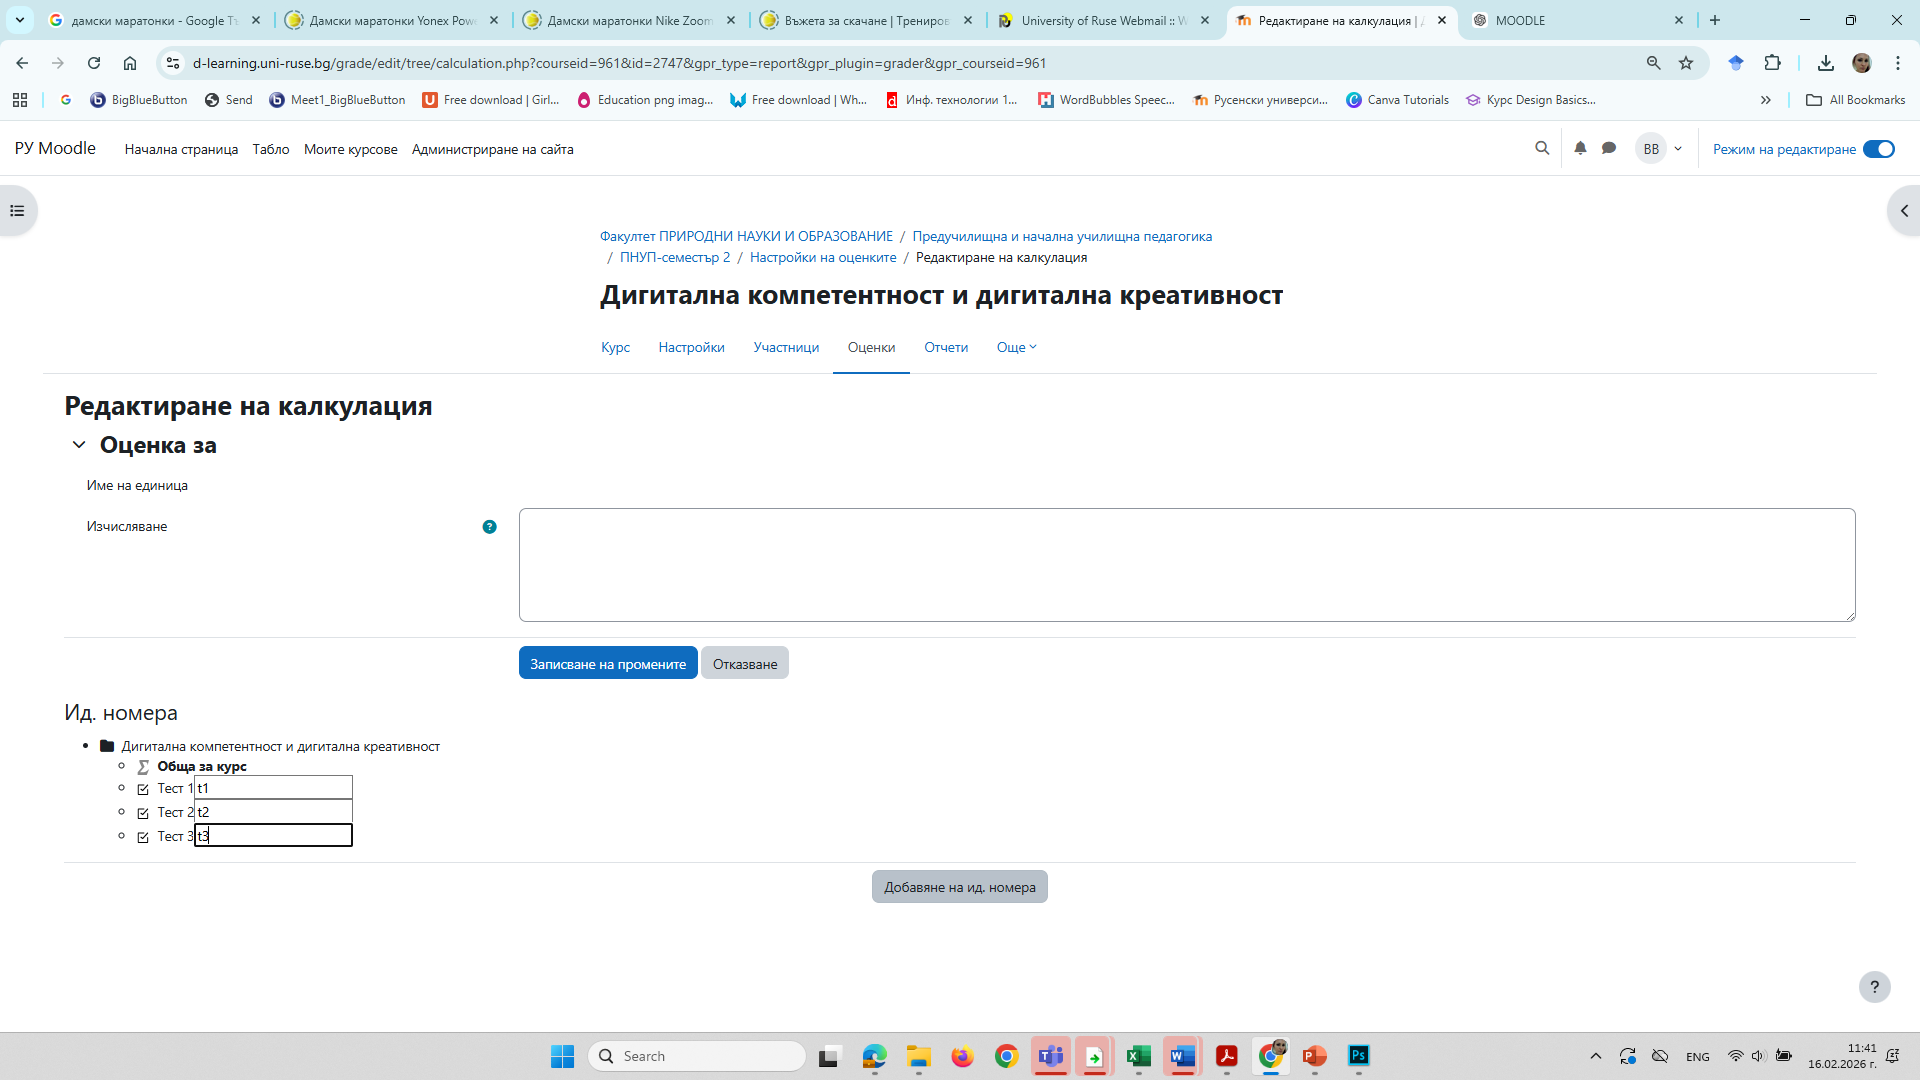 дамски маратонки - Google Тъ
Дамски маратонки Yonex Powe
Дамски маратонки Nike Zoom
Въжета за скачане | Трениров
University of Ruse Webmail :: W
Редактиране на калкулация | Д
MOODLE
d-learning.uni-ruse.bg/grade/edit/tree/calculation.php?courseid=961&id=2747&gpr_type=report&gpr_plugin=grader&gpr_courseid=961
BigBlueButton
Send
Meet1_BigBlueButton
Free download | Girl...
Education png imag...
Free download | Wh...
Инф. технологии 1...
WordBubbles Speec...
Русенски универси...
Canva Tutorials
Курс Design Basics...
All Bookmarks
РУ Moodle
Начална страница
Табло
Моите курсове
Администриране на сайта
ВВ
Режим на редактиране
Факултет ПРИРОДНИ НАУКИ И ОБРАЗОВАНИЕ / Предучилищна и начална училищна педагогика
/ ПНУП-семестър 2 / Настройки на оценките / Редактиране на калкулация
Дигитална компетентност и дигитална креативност
Курс
Настройки
Участници
Оценки
Отчети
Още
Редактиране на калкулация
Оценка за
Име на единица
Изчисляване
?
Записване на промените
Отказване
Ид. номера
Дигитална компетентност и дигитална креативност
Обща за курс
Тест 1 t1
Тест 2 t2
Тест 3 t3
Добавяне на ид. номера
?
Search
ENG
11:41
16.02.2026 г.